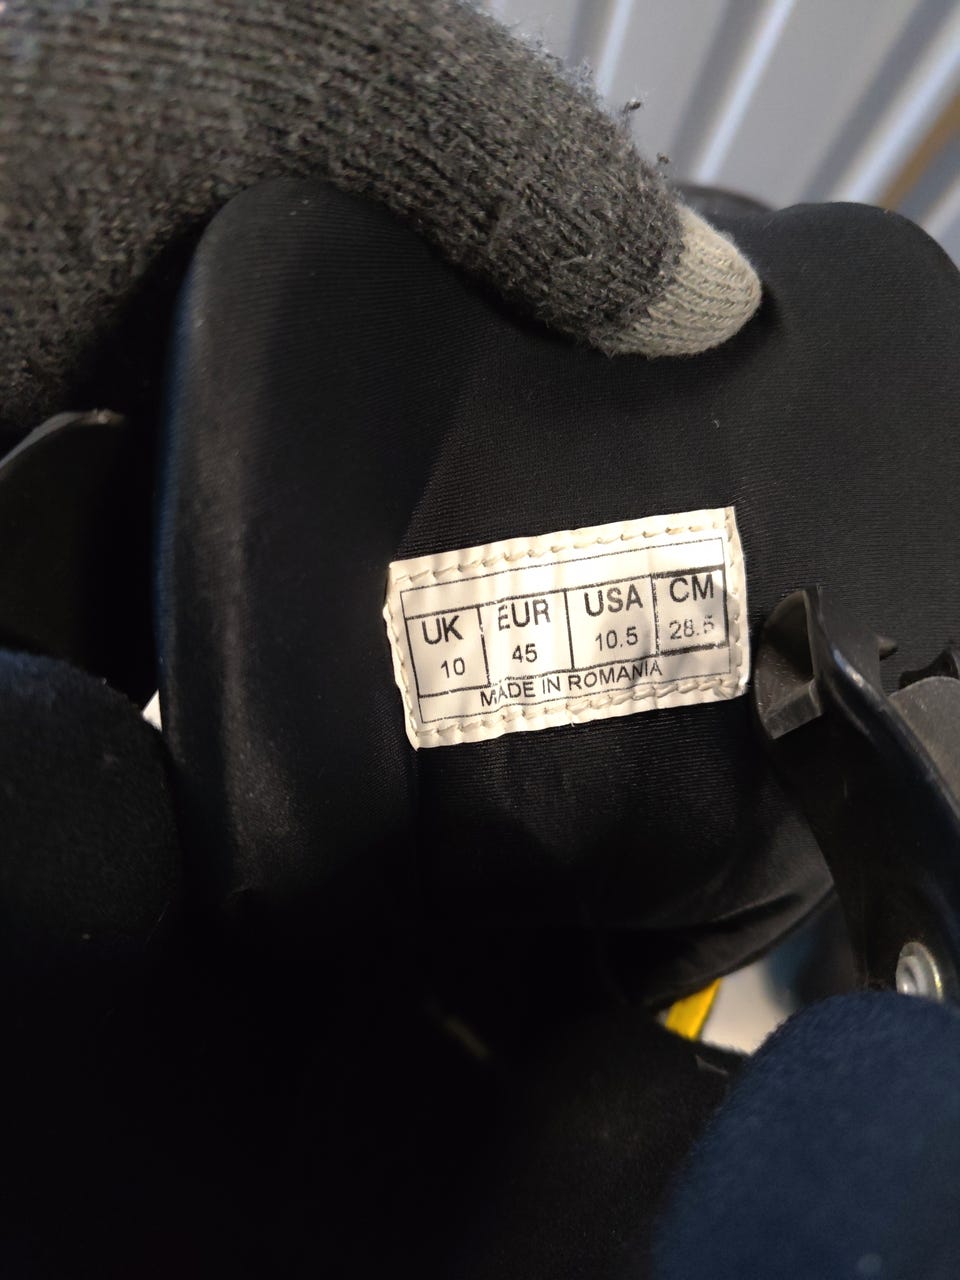 UK EUR USA CM
10 45 10.5 28.5
MADE IN ROMANIA